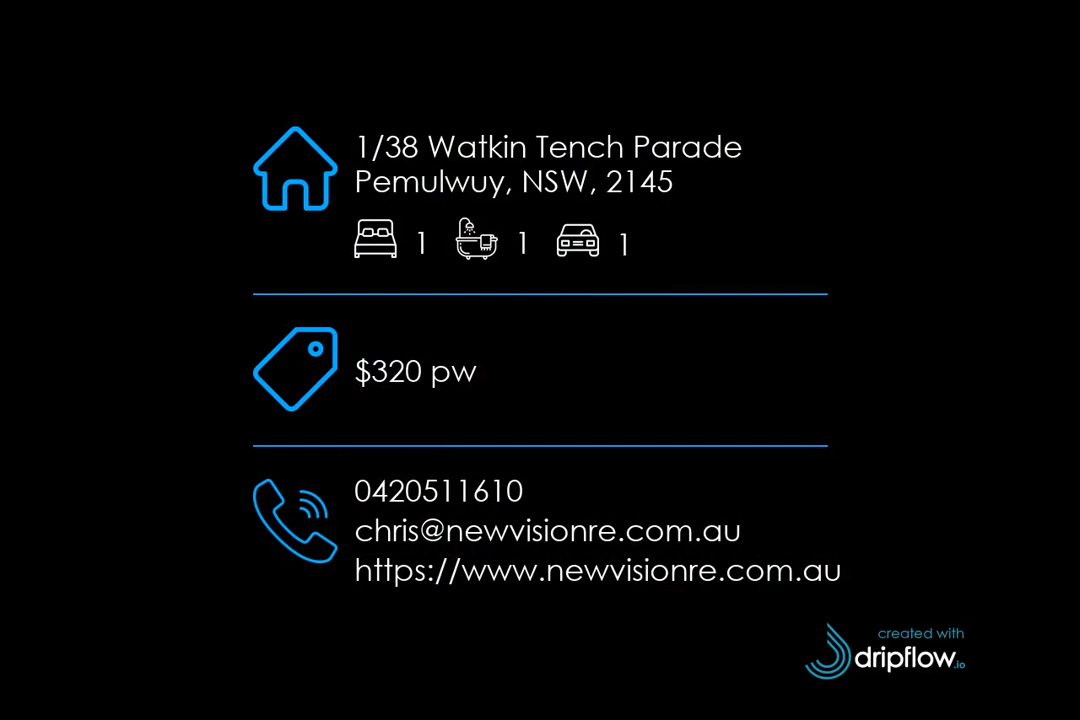 1/38 Watkin Tench Parade
Pemulwuy, NSW, 2145
1 1 1
$320 pw
0420511610
chris@newvisionre.com.au
https://www.newvisionre.com.au
created with
dripflow.io